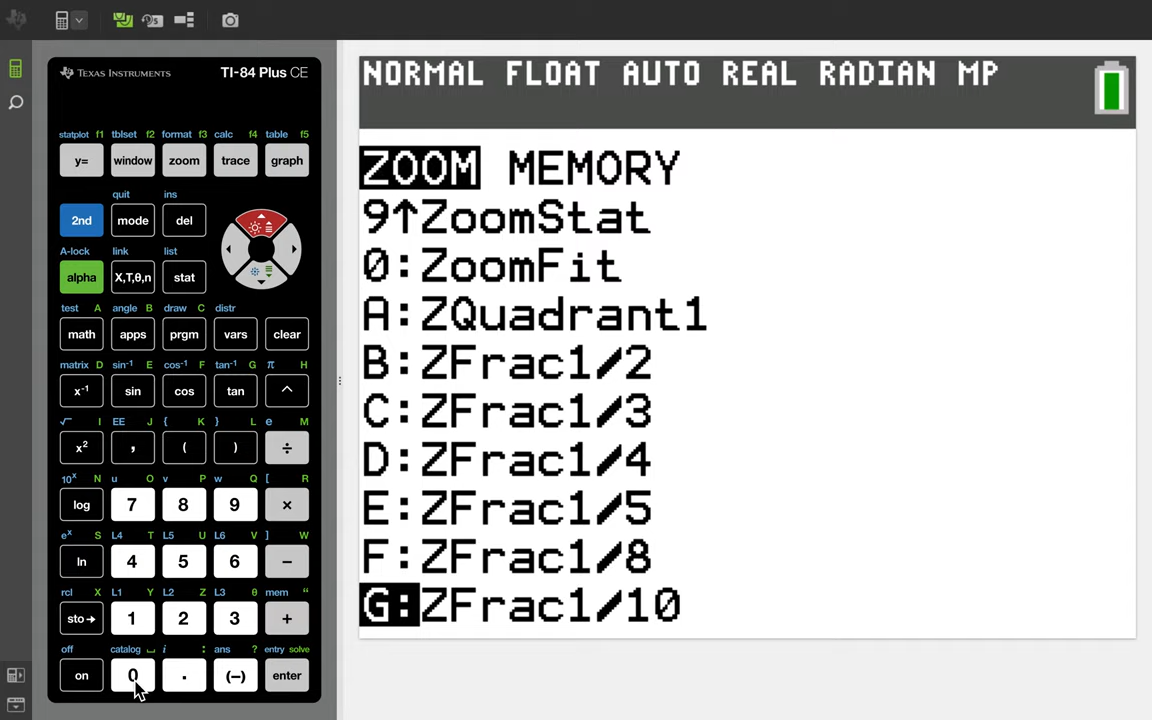 TEXAS INSTRUMENTS TI-84 Plus CE
NORMAL FLOAT AUTO REAL RADIAN MP
ZOOM MEMORY
9↑ZoomStat
0:ZoomFit
A:ZQuadrant1
B:ZFrac1/2
C:ZFrac1/3
D:ZFrac1/4
E:ZFrac1/5
F:ZFrac1/8
G:ZFrac1/10
statplot f1 tblset f2 format f3 calc f4 table f5
y= window zoom trace graph
quit ins
2nd mode del
A-lock link list
alpha X,T,θ,n stat
test A angle B draw C distr
math apps prgm vars clear
matrix D sin⁻¹ E cos⁻¹ F tan⁻¹ G π H
x⁻¹ sin cos tan ^
√ I EE J { K } L e M
x² , ( ) ÷
10ˣ N u O v P w Q [ R
log 7 8 9 ×
eˣ S L4 T L5 U L6 V ] W
ln 4 5 6 −
rcl X L1 Y L2 Z L3 θ mem "
sto→ 1 2 3 +
off catalog ⎵ i : ans ? entry solve
on 0 . (−) enter